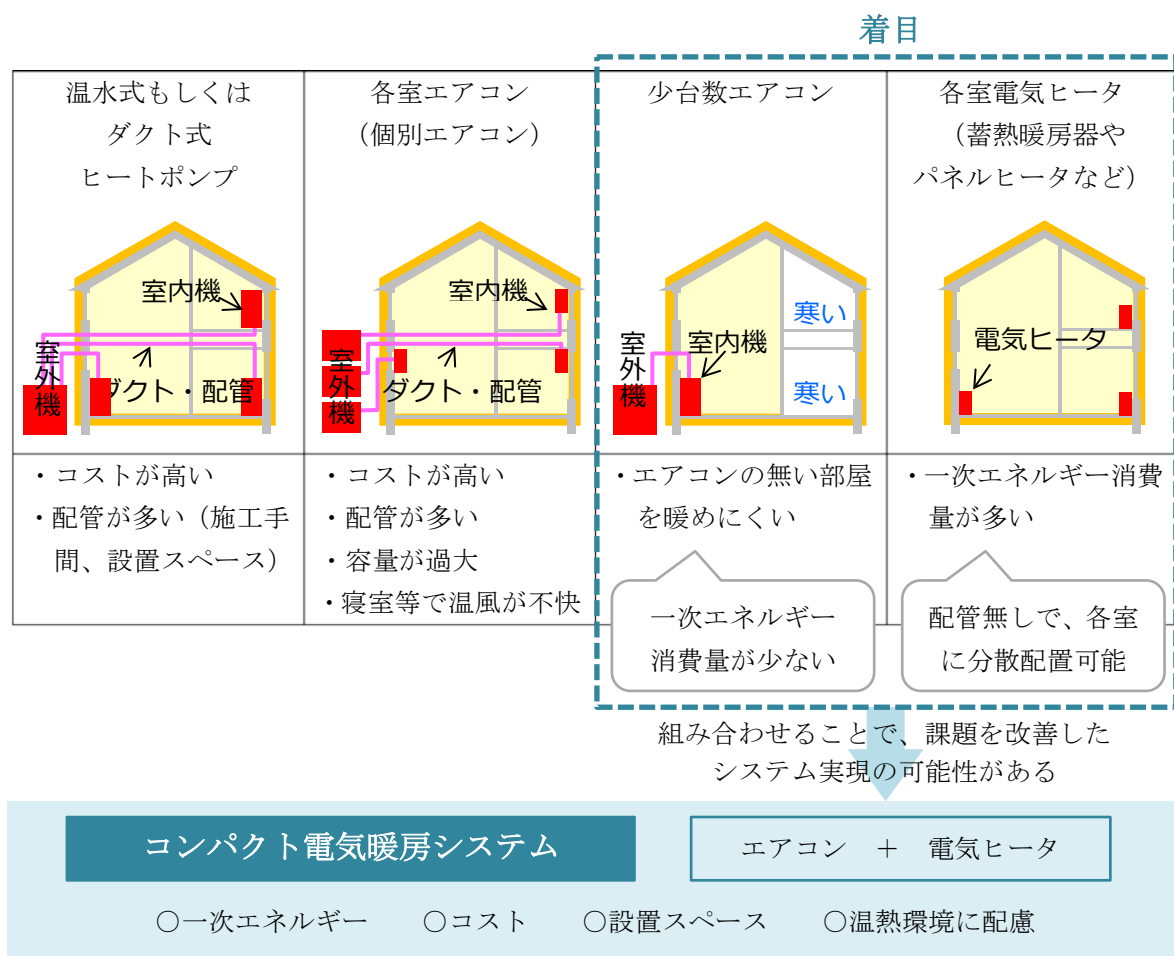 着目
温水式もしくは
ダクト式
ヒートポンプ
室内機
室外機
ダクト・配管
・コストが高い
・配管が多い（施工手
間、設置スペース）
各室エアコン
（個別エアコン）
室内機
室外機
ダクト・配管
・コストが高い
・配管が多い
・容量が過大
・寝室等で温風が不快
少台数エアコン
寒い
室内機
室外機
寒い
・エアコンの無い部屋
を暖めにくい
一次エネルギー
消費量が少ない
各室電気ヒータ
（蓄熱暖房器や
パネルヒータなど）
電気ヒータ
・一次エネルギー消費
量が多い
配管無しで、各室
に分散配置可能
組み合わせることで、課題を改善した
システム実現の可能性がある
コンパクト電気暖房システム
エアコン　＋　電気ヒータ
○一次エネルギー　○コスト　○設置スペース　○温熱環境に配慮